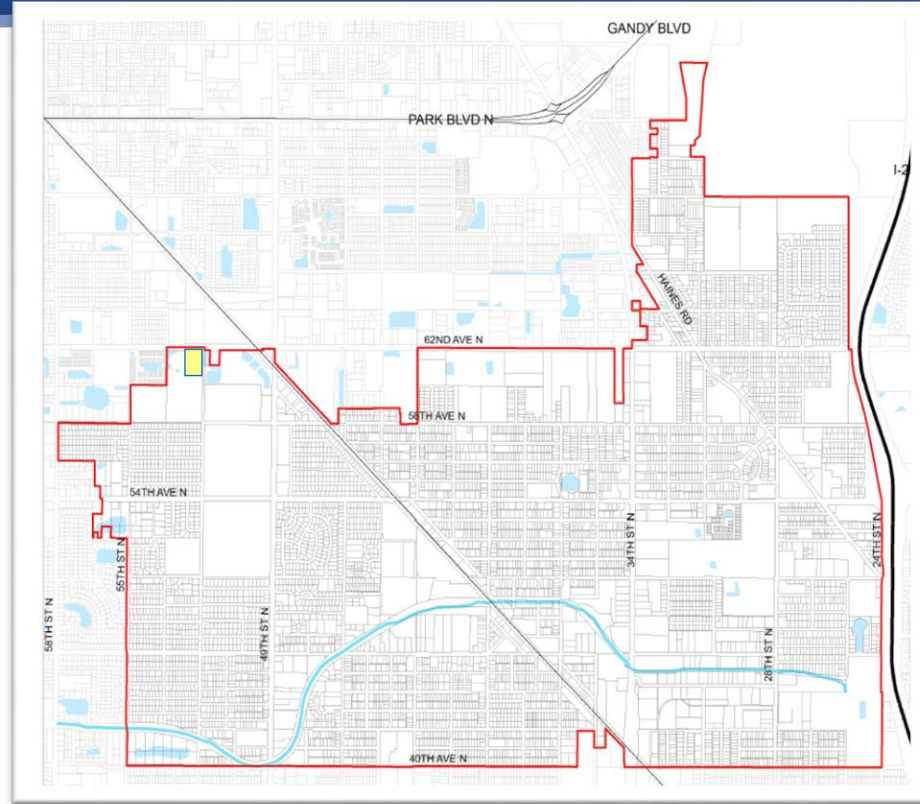 GANDY BLVD
PARK BLVD N
I-2
HAINES RD
62ND AVE N
58TH AVE N
54TH AVE N
34TH ST N
24TH ST N
55TH ST N
58TH ST N
49TH ST N
28TH ST N
40TH AVE N